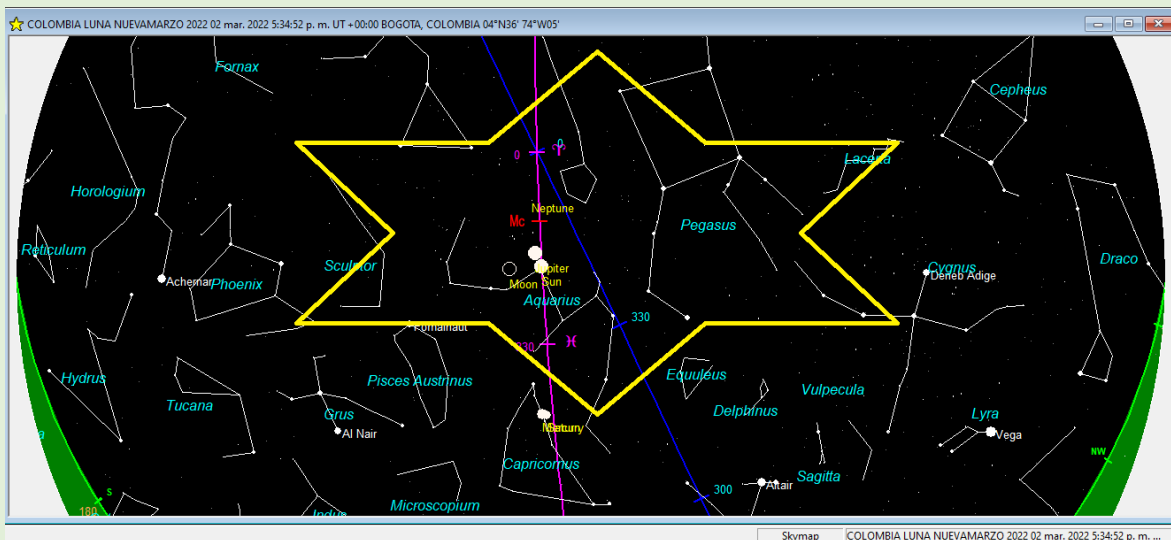 COLOMBIA LUNA NUEVAMARZO 2022 02 mar. 2022 5:34:52 p. m. UT +00:00 BOGOTA, COLOMBIA 04°N36' 74°W05'
Fornax
Cepheus
0
0 ♈
Lacerta
Horologium
Neptune
Mc
Pegasus
Reticulum
Sculptor
Jupiter
Draco
Achernar
Phoenix
Moon
Sun
Cygnus
Deneb Adige
Aquarius
330
Fomalhaut
330 ♓
Hydrus
Pisces Austrinus
Equuleus
Vulpecula
Tucana
Grus
Delphinus
Lyra
Al Nair
Mercury
Saturn
Vega
NW
Capricornus
Sagitta
S
Altair
300
180
Microscopium
Indus
Skymap
COLOMBIA LUNA NUEVAMARZO 2022 02 mar. 2022 5:34:52 p. m. ...